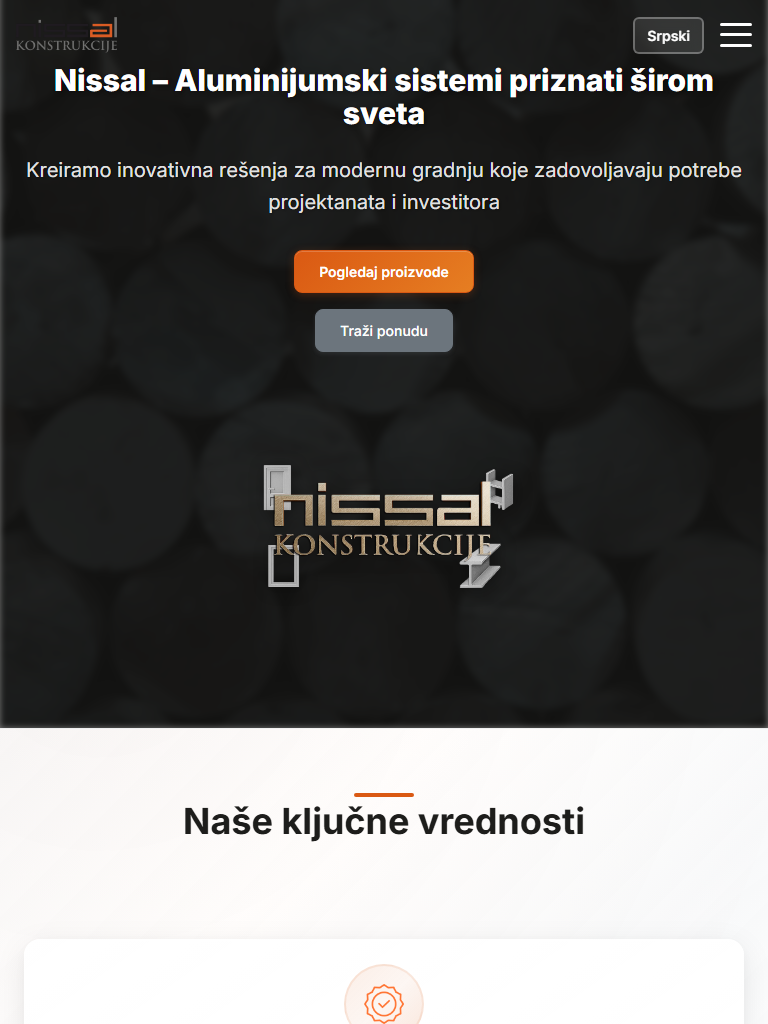 nissal
KONSTRUKCIJE
Srpski
Nissal – Aluminijumski sistemi priznati širom
sveta
Kreiramo inovativna rešenja za modernu gradnju koje zadovoljavaju potrebe
projektanata i investitora
Pogledaj proizvode
Traži ponudu
nissal
KONSTRUKCIJE
Naše ključne vrednosti